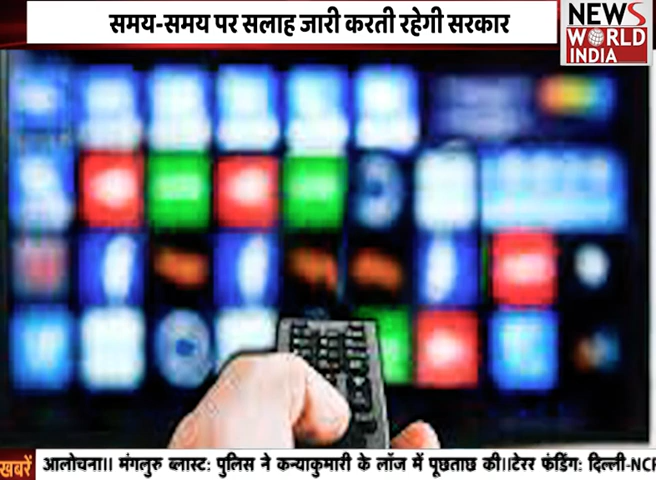 समय-समय पर सलाह जारी करती रहेगी सरकार
NEWS
WORLD
INDIA
खबरें आलोचना।। मंगलुरु ब्लास्ट: पुलिस ने कन्याकुमारी के लॉज में पूछताछ की।।टेरर फंडिंग: दिल्ली-NCR